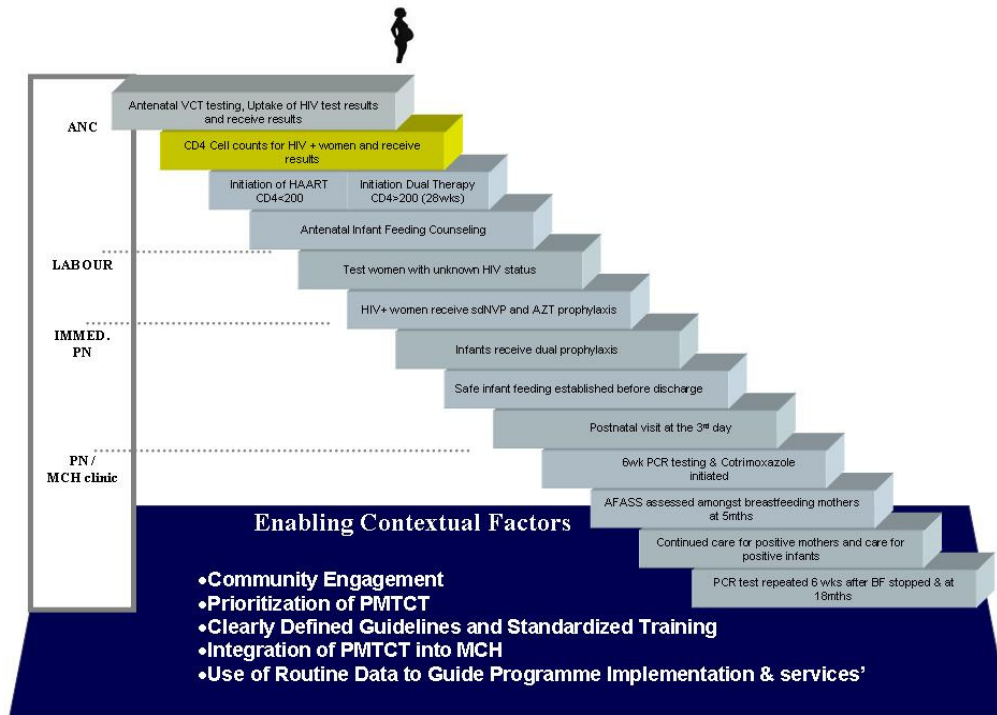 Antenatal VCT testing, Uptake of HIV test results
and receive results
ANC
CD4 Cell counts for HIV + women and receive
results
Initiation of HAART
CD4<200
Initiation Dual Therapy
CD4>200 (28wks)
Antenatal Infant Feeding Counseling
LABOUR
Test women with unknown HIV status
HIV+ women receive sdNVP and AZT prophylaxis
IMMED.
PN
Infants receive dual prophylaxis
Safe infant feeding established before discharge
Postnatal visit at the 3rd day
PN /
MCH clinic
6wk PCR testing & Cotrimoxazole
initiated
AFASS assessed amongst breastfeeding mothers
at 5mths
Continued care for positive mothers and care for
positive infants
PCR test repeated 6 wks after BF stopped & at
18mths
Enabling Contextual Factors
•Community Engagement
•Prioritization of PMTCT
•Clearly Defined Guidelines and Standardized Training
•Integration of PMTCT into MCH
•Use of Routine Data to Guide Programme Implementation & services’